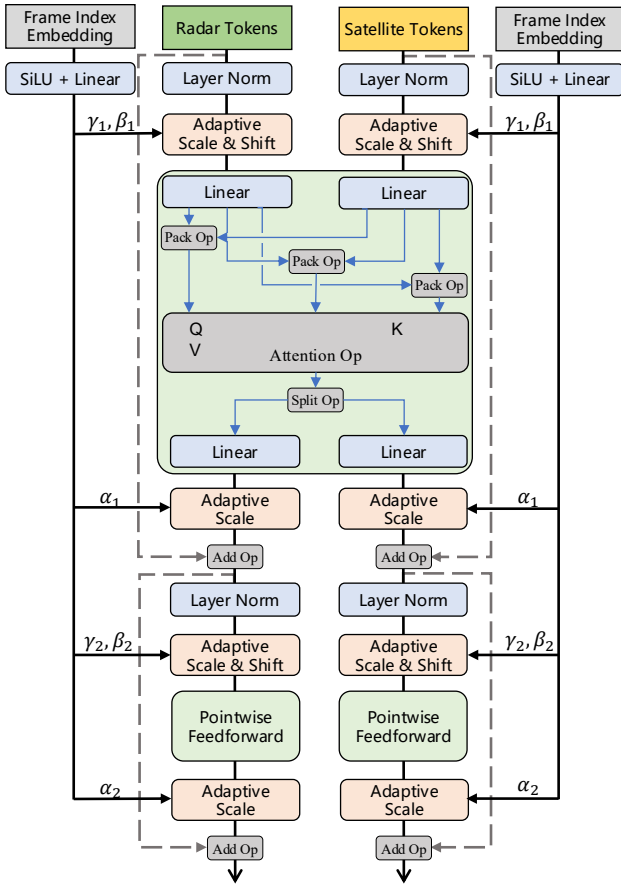 Frame Index
Embedding
Radar Tokens
Satellite Tokens
Frame Index
Embedding
SiLU + Linear
Layer Norm
Layer Norm
SiLU + Linear
γ₁, β₁
Adaptive
Scale & Shift
Adaptive
Scale & Shift
γ₁, β₁
Linear
Linear
Pack Op
Pack Op
Pack Op
Q
K
V
Attention Op
Split Op
Linear
Linear
α₁
Adaptive
Scale
Adaptive
Scale
α₁
Add Op
Add Op
Layer Norm
Layer Norm
γ₂, β₂
Adaptive
Scale & Shift
Adaptive
Scale & Shift
γ₂, β₂
Pointwise
Feedforward
Pointwise
Feedforward
α₂
Adaptive
Scale
Adaptive
Scale
α₂
Add Op
Add Op